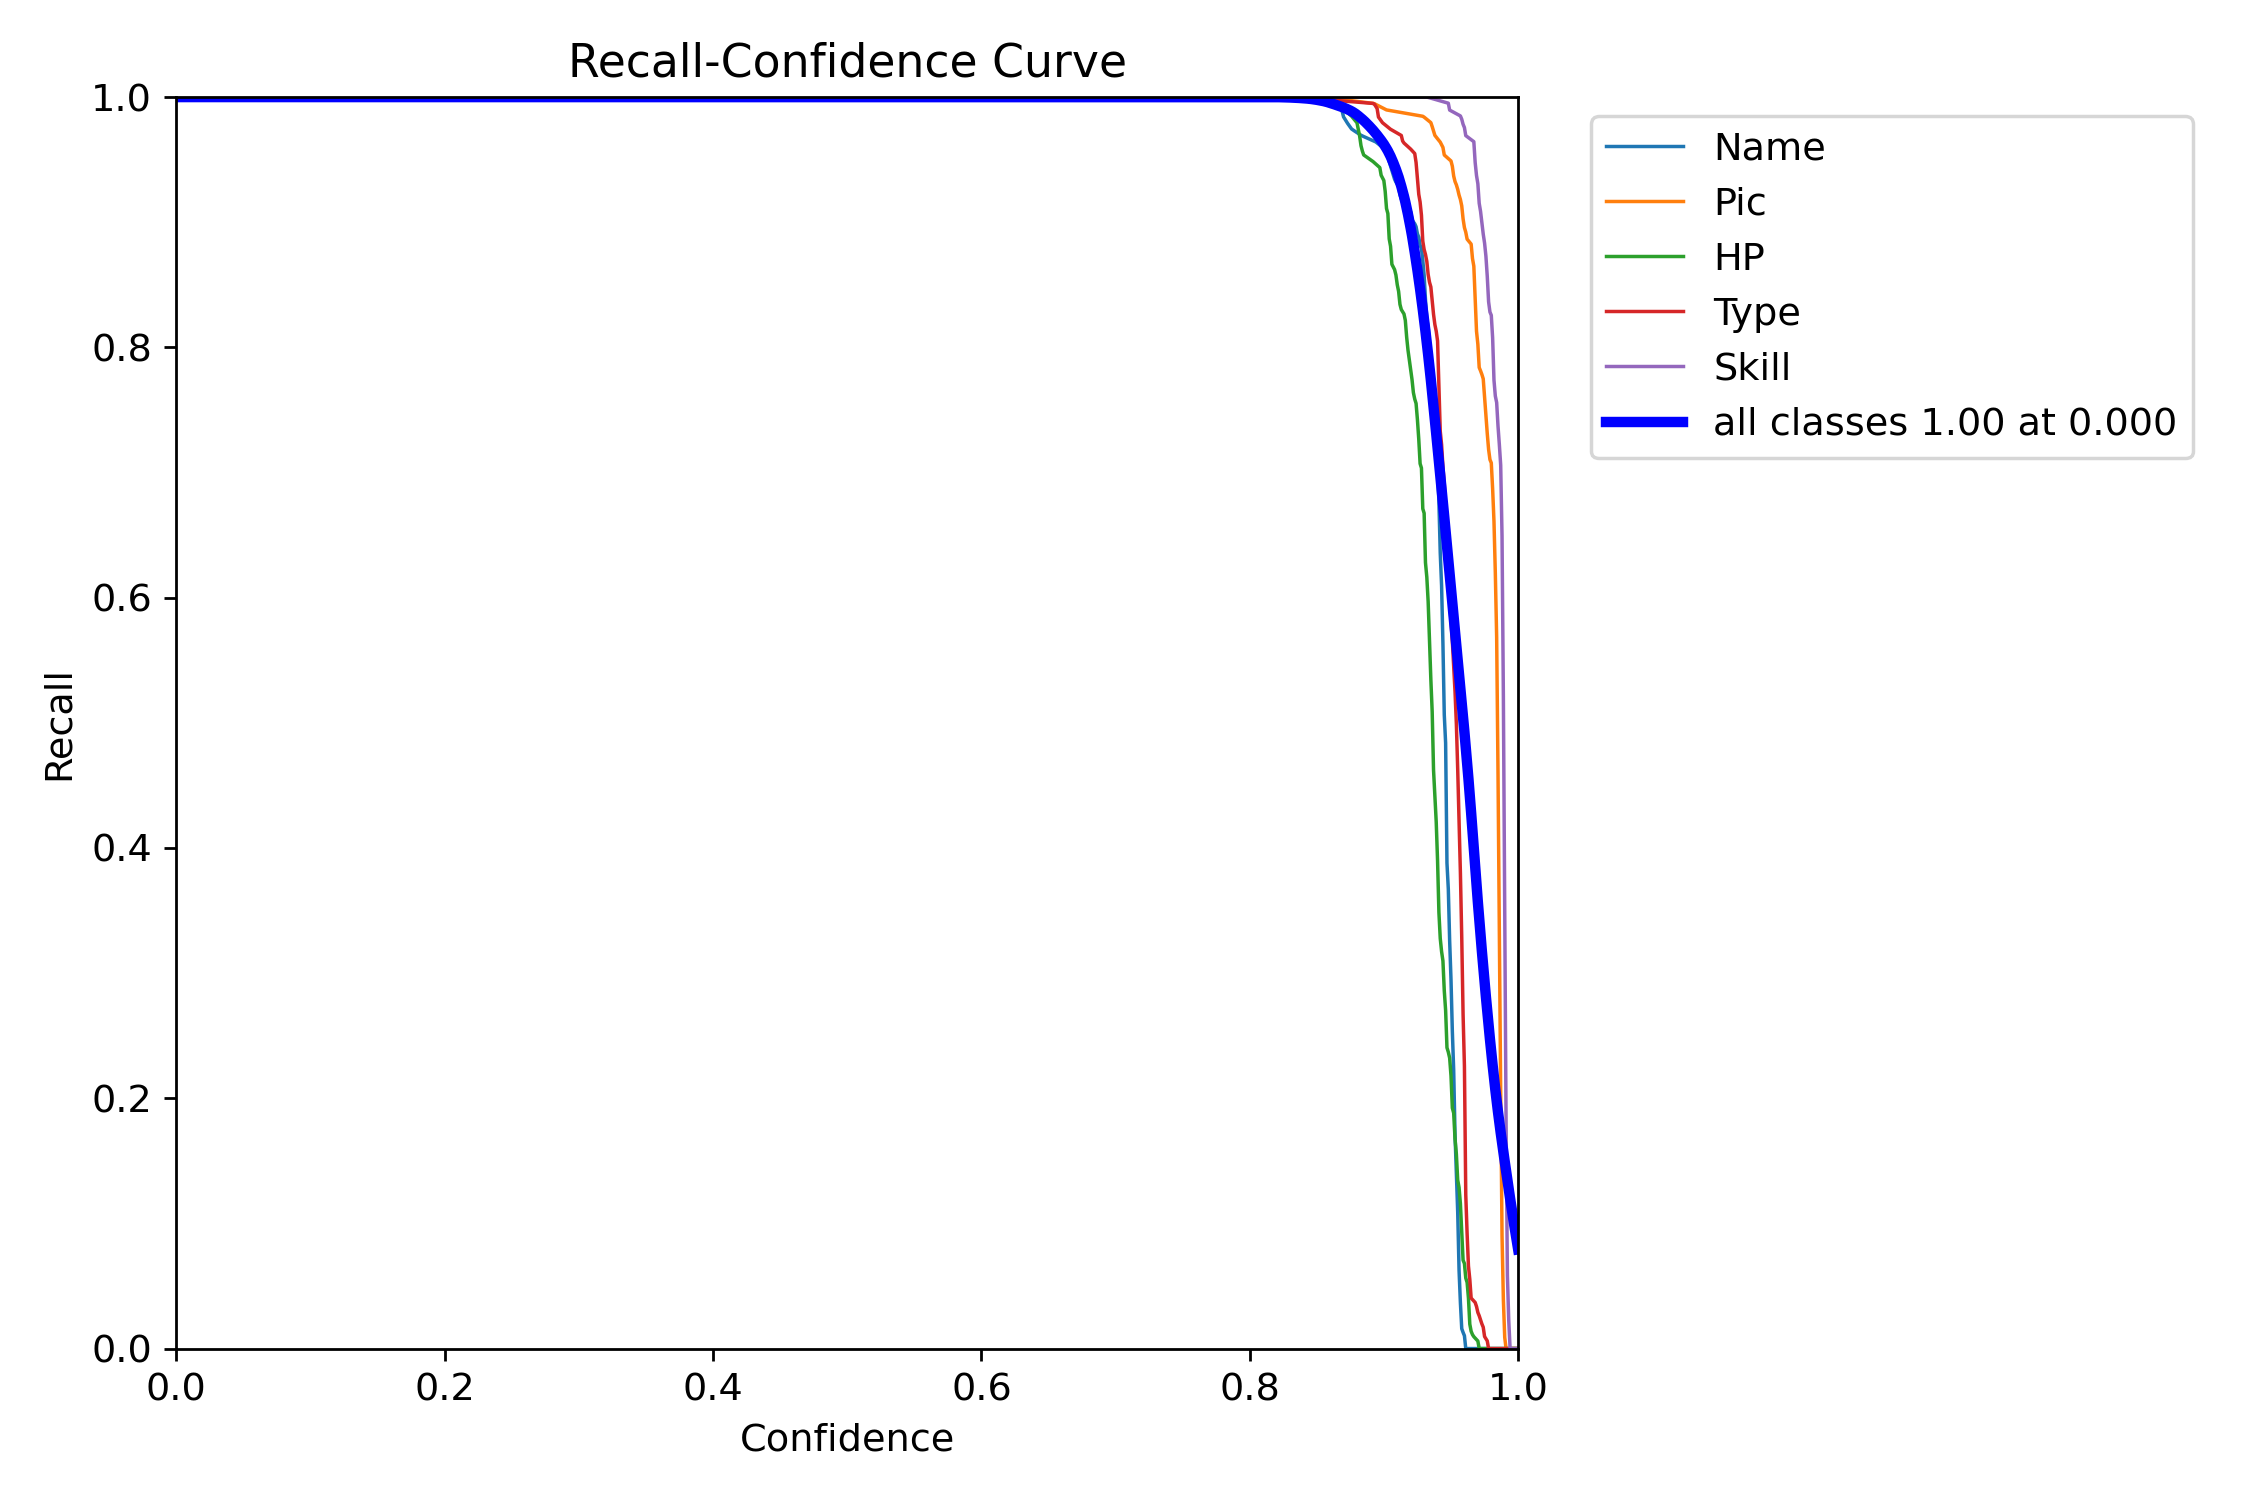 Recall-Confidence Curve
1.0
0.8
0.6
0.4
0.2
0.0
Recall
0.0 0.2 0.4 0.6 0.8 1.0
Confidence
Name
Pic
HP
Type
Skill
all classes 1.00 at 0.000